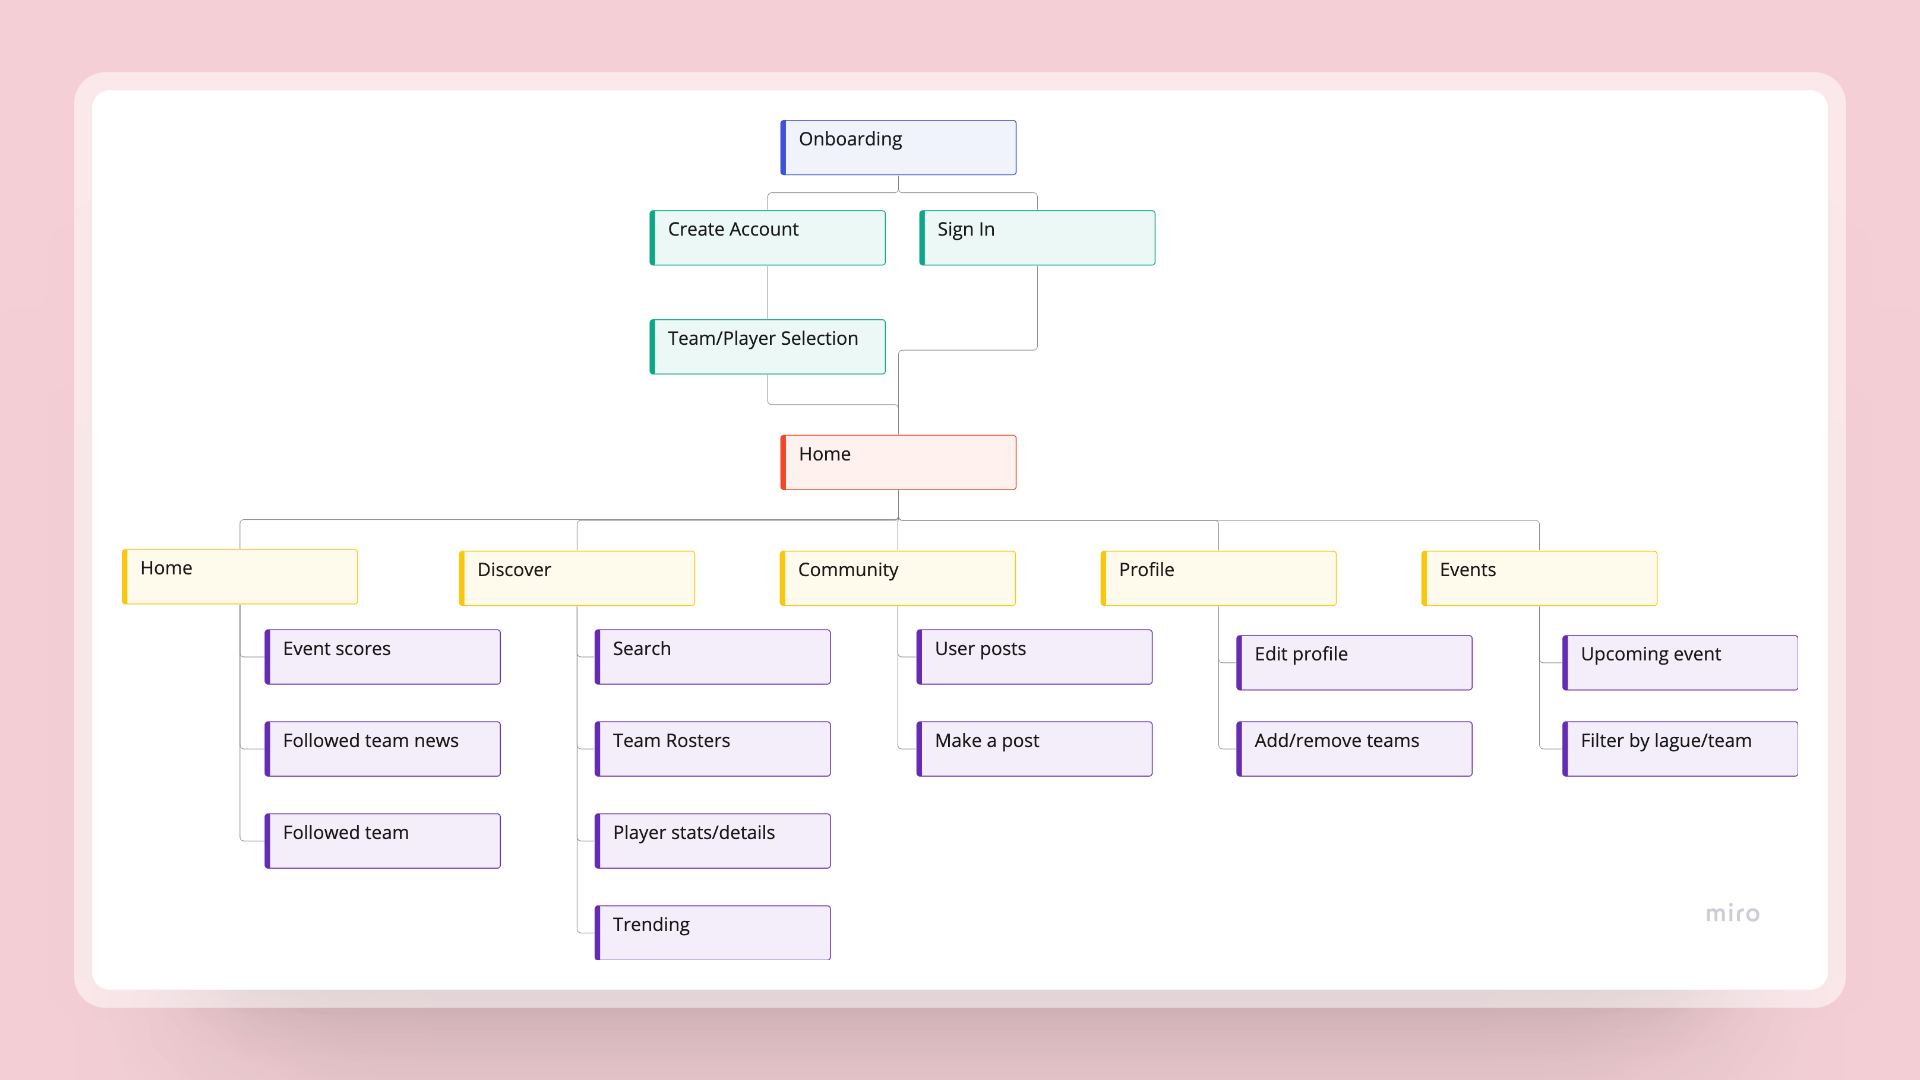 Onboarding
Create Account
Sign In
Team/Player Selection
Home
Home
Discover
Community
Profile
Events
Event scores
Search
User posts
Edit profile
Upcoming event
Followed team news
Team Rosters
Make a post
Add/remove teams
Filter by lague/team
Followed team
Player stats/details
Trending
miro